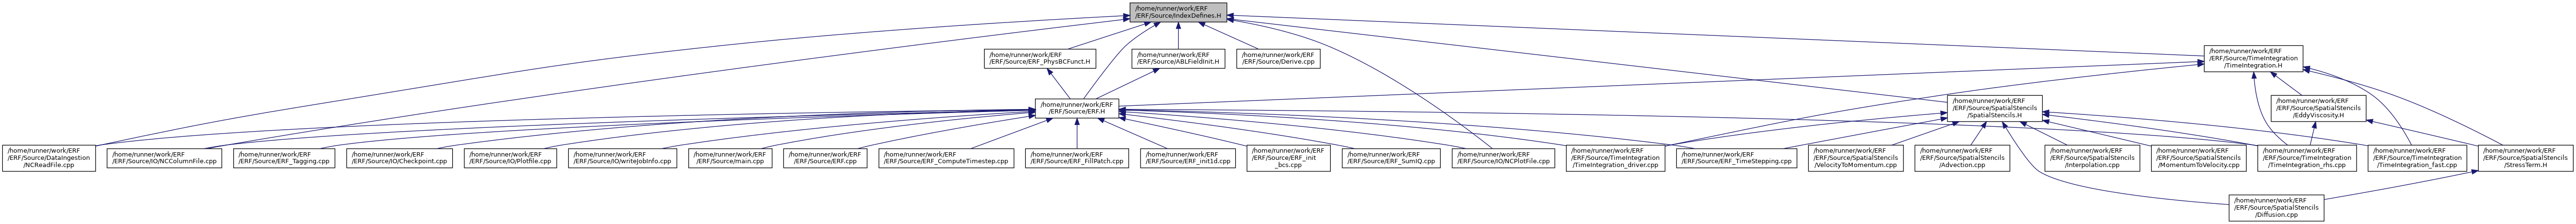 /home/runner/work/ERF
/ERF/Source/IndexDefines.H
/home/runner/work/ERF
/ERF/Source/ERF_PhysBCFunct.H
/home/runner/work/ERF
/ERF/Source/ABLFieldInit.H
/home/runner/work/ERF
/ERF/Source/Derive.cpp
/home/runner/work/ERF
/ERF/Source/TimeIntegration
/TimeIntegration.H
/home/runner/work/ERF
/ERF/Source/ERF.H
/home/runner/work/ERF
/ERF/Source/SpatialStencils
/SpatialStencils.H
/home/runner/work/ERF
/ERF/Source/SpatialStencils
/EddyViscosity.H
/home/runner/work/ERF
/ERF/Source/DataIngestion
/NCReadFile.cpp
/home/runner/work/ERF
/ERF/Source/IO/NCColumnFile.cpp
/home/runner/work/ERF
/ERF/Source/ERF_Tagging.cpp
/home/runner/work/ERF
/ERF/Source/IO/Checkpoint.cpp
/home/runner/work/ERF
/ERF/Source/IO/Plotfile.cpp
/home/runner/work/ERF
/ERF/Source/IO/writeJobInfo.cpp
/home/runner/work/ERF
/ERF/Source/main.cpp
/home/runner/work/ERF
/ERF/Source/ERF.cpp
/home/runner/work/ERF
/ERF/Source/ERF_ComputeTimestep.cpp
/home/runner/work/ERF
/ERF/Source/ERF_FillPatch.cpp
/home/runner/work/ERF
/ERF/Source/ERF_init1d.cpp
/home/runner/work/ERF
/ERF/Source/ERF_init
_bcs.cpp
/home/runner/work/ERF
/ERF/Source/ERF_SumIQ.cpp
/home/runner/work/ERF
/ERF/Source/IO/NCPlotFile.cpp
/home/runner/work/ERF
/ERF/Source/TimeIntegration
/TimeIntegration_driver.cpp
/home/runner/work/ERF
/ERF/Source/ERF_TimeStepping.cpp
/home/runner/work/ERF
/ERF/Source/SpatialStencils
/VelocityToMomentum.cpp
/home/runner/work/ERF
/ERF/Source/SpatialStencils
/Advection.cpp
/home/runner/work/ERF
/ERF/Source/SpatialStencils
/Interpolation.cpp
/home/runner/work/ERF
/ERF/Source/SpatialStencils
/MomentumToVelocity.cpp
/home/runner/work/ERF
/ERF/Source/TimeIntegration
/TimeIntegration_rhs.cpp
/home/runner/work/ERF
/ERF/Source/TimeIntegration
/TimeIntegration_fast.cpp
/home/runner/work/ERF
/ERF/Source/SpatialStencils
/StressTerm.H
/home/runner/work/ERF
/ERF/Source/SpatialStencils
/Diffusion.cpp